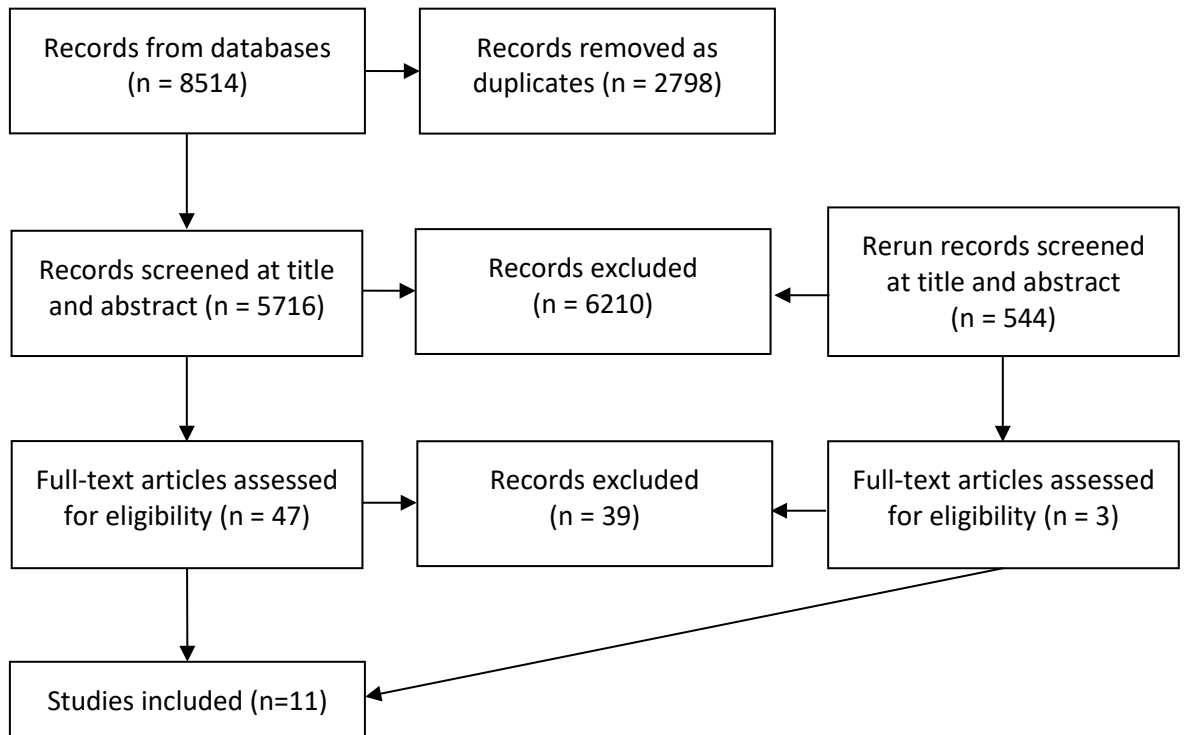 Records from databases
(n = 8514)
Records removed as
duplicates (n = 2798)
Records screened at title
and abstract (n = 5716)
Records excluded
(n = 6210)
Rerun records screened
at title and abstract
(n = 544)
Full-text articles assessed
for eligibility (n = 47)
Records excluded
(n = 39)
Full-text articles assessed
for eligibility (n = 3)
Studies included (n=11)